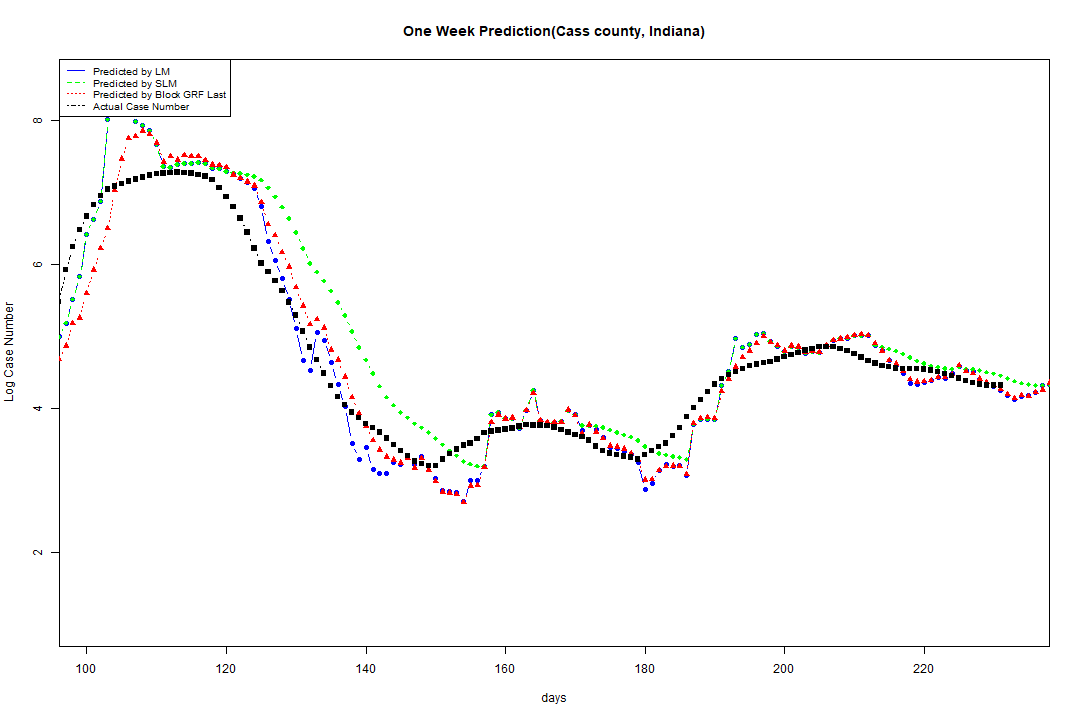 One Week Prediction(Cass county, Indiana)
Predicted by LM
Predicted by SLM
Predicted by Block GRF Last
Actual Case Number
8
6
4
2
Log Case Number
100 120 140 160 180 200 220
days